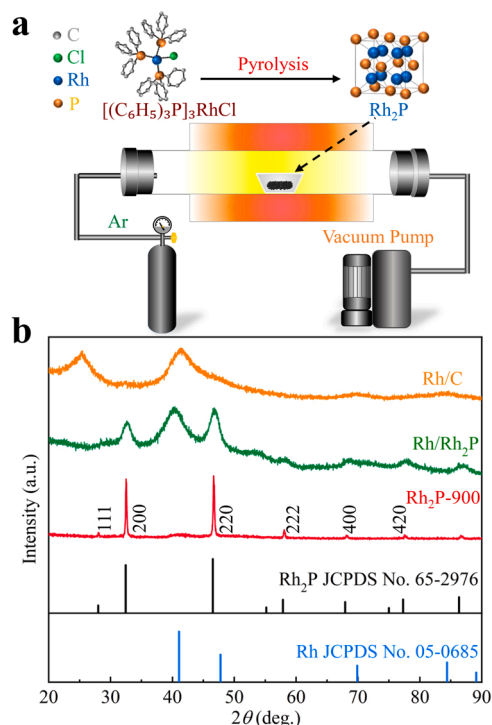 a
C
Cl
Rh
P
Pyrolysis
[(C₆H₅)₃P]₃RhCl
Rh₂P
Ar
Vacuum Pump
b
Rh/C
Rh/Rh₂P
Rh₂P-900
111
200
220
222
400
420
Rh₂P JCPDS No. 65-2976
Rh JCPDS No. 05-0685
Intensity (a.u.)
20 30 40 50 60 70 80 90
2θ (deg.)